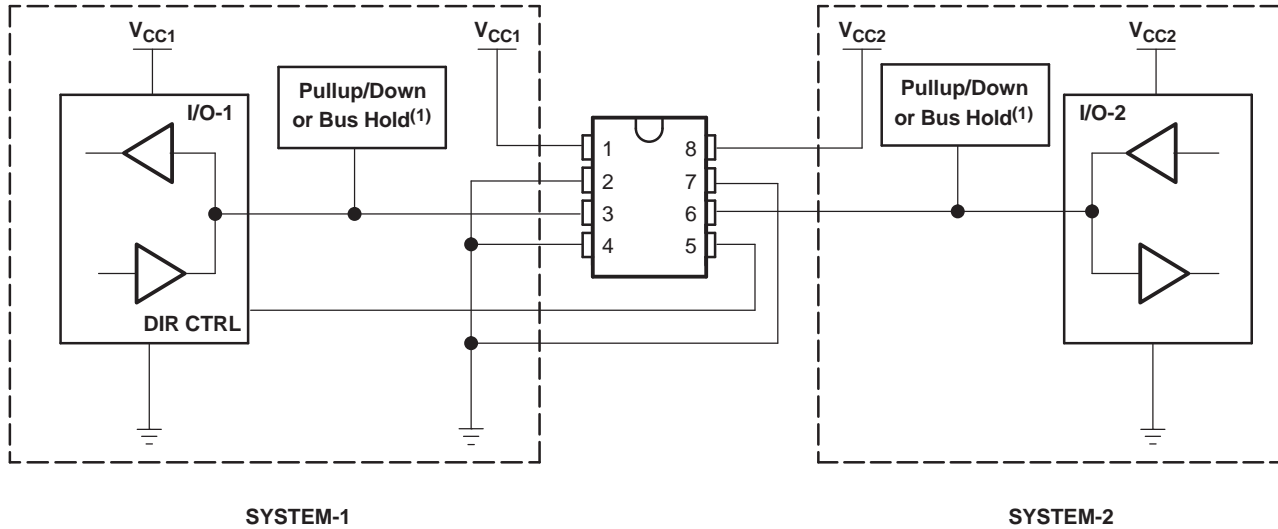 VCC1
VCC1
VCC2
VCC2
Pullup/Down
or Bus Hold(1)
Pullup/Down
or Bus Hold(1)
I/O-1
I/O-2
1
8
2
7
3
6
4
5
DIR CTRL
SYSTEM-1
SYSTEM-2